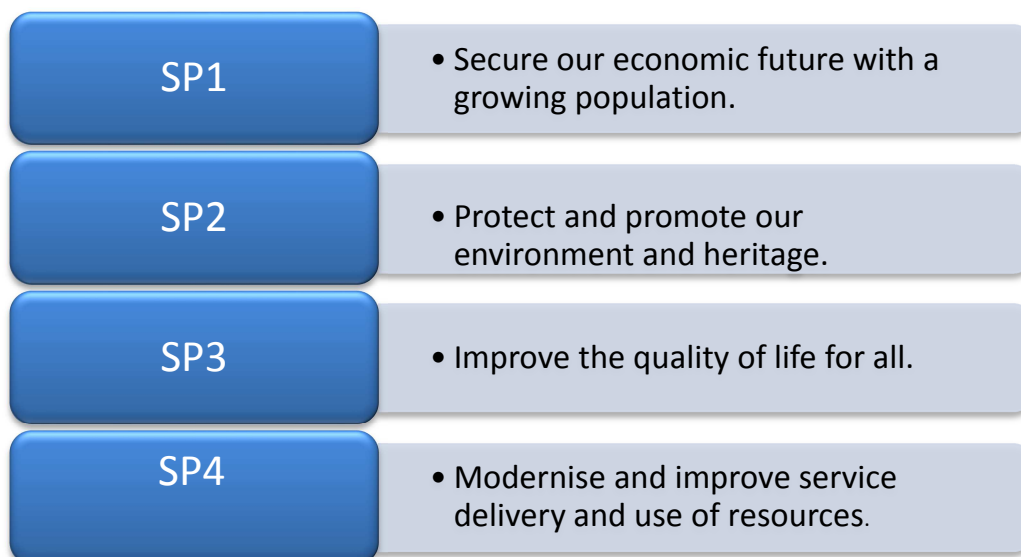 SP1
• Secure our economic future with a
growing population.
SP2
• Protect and promote our
environment and heritage.
SP3
• Improve the quality of life for all.
SP4
• Modernise and improve service
delivery and use of resources.